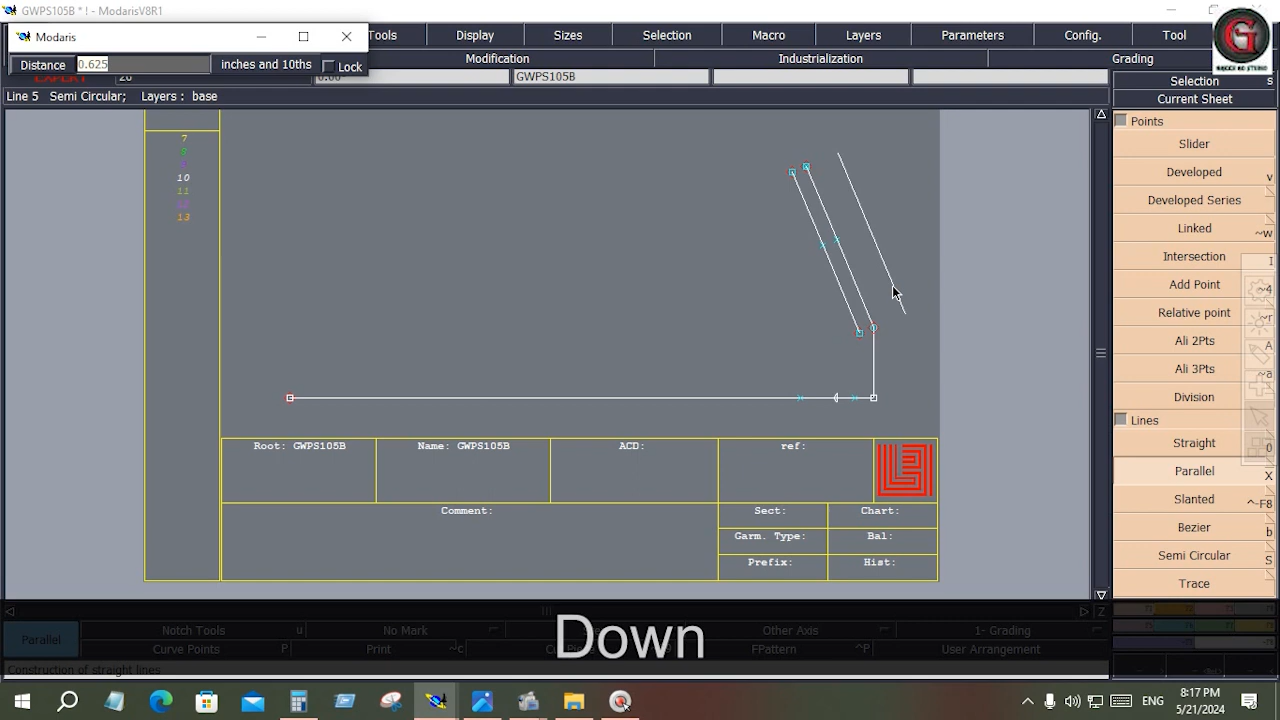 GWPS105B * ! - ModarisV8R1
Modaris
Tools Display Sizes Selection Macro Layers Parameters Config. Tool
Distance 0.625 inches and 10ths Lock
Modification Industrialization Grading
GWPS105B
Line 5 Semi Circular; Layers : base
Selection s
Current Sheet
Points
Slider
Developed v
Developed Series
Linked ~w
Intersection I
Add Point ~4
Relative point ~r
Ali 2Pts A
Ali 3Pts ~a
Division
Lines
Straight 0
Parallel X
Slanted ^~F8
Bezier b
Semi Circular S
Trace
7
10
11
13
Root: GWPS105B Name: GWPS105B ACD: ref:
Comment: Sect: Chart:
Garm. Type: Bal:
Prefix: Hist:
Down
Parallel Notch Tools u No Mark Other Axis 1- Grading
Curve Points P Print ~c FPattern ^P User Arrangement
Construction of straight lines
ENG
8:17 PM
5/21/2024